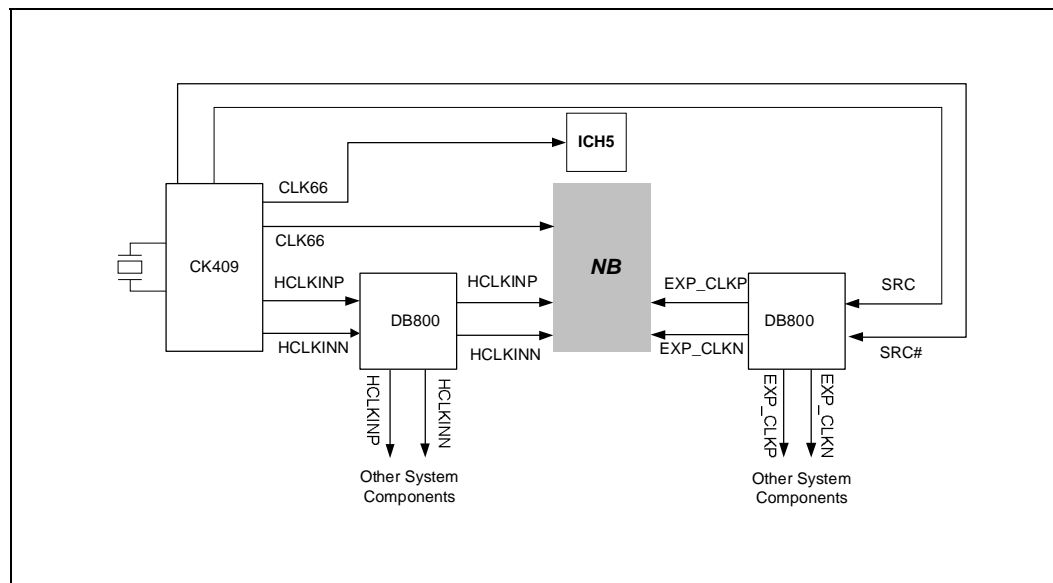 ICH5
CLK66
CLK66
CK409
NB
HCLKINP
HCLKINP
EXP_CLKP
SRC
DB800
DB800
HCLKINN
HCLKINN
EXP_CLKN
SRC#
HCLKINP
HCLKINN
EXP_CLKP
EXP_CLKN
Other System
Components
Other System
Components